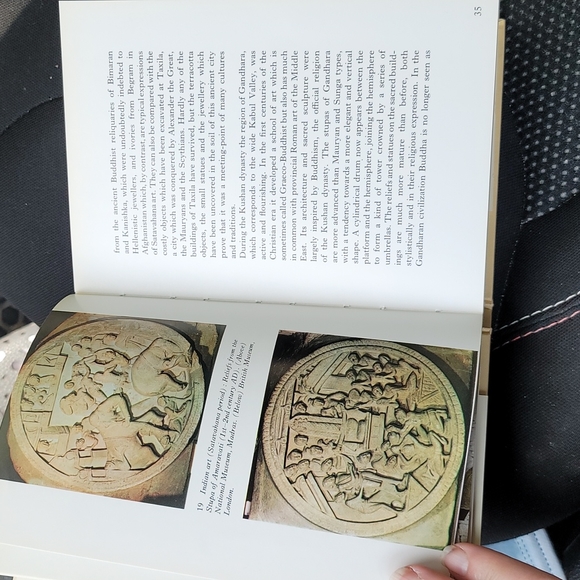 19 Indian art (Satavahana period): Reliefs from the
Stupa of Amaravati (1st–2nd century AD). (Above)
National Museum, Madras. (Below) British Museum,
London.
from the ancient Buddhist reliquaries of Bimaran
and Kanishka, which were undoubtedly indebted to
Hellenistic jewellers, and ivories from Begram in
Afghanistan which, by contrast, are typical expressions
of Satavahana art. They can also be compared with the
costly objects which have been excavated at Taxila,
a city which was conquered by Alexander the Great,
the Mauryans and the Scythians. Hardly any of the
buildings of Taxila have survived, but the terracotta
objects, the small statues and the jewellery which
have been uncovered in the soil of this ancient city
prove that it was a meeting-point of many cultures
and traditions.
During the Kushan dynasty the region of Gandhara,
which corresponds to the wide Kabul Valley, was
active and flourishing. In the first centuries of the
Christian era it developed a school of art which is
sometimes called Graeco-Buddhist but also has much
in common with provincial Roman art of the Middle
East. Its architecture and sacred sculpture were
largely inspired by Buddhism, the official religion
of the Kushan dynasty. The stupas of Gandhara
are more advanced than Mauryan and Sunga types,
with a tendency towards a more elegant and vertical
shape. A cylindrical drum now appears between the
platform and the hemisphere, joining the hemisphere
to form a kind of tower, crowned by a series of
umbrellas. The reliefs and statues on the sacred build-
ings are much more mature than before, both
stylistically and in their religious expression. In the
Gandharan civilization Buddha is no longer seen as
35